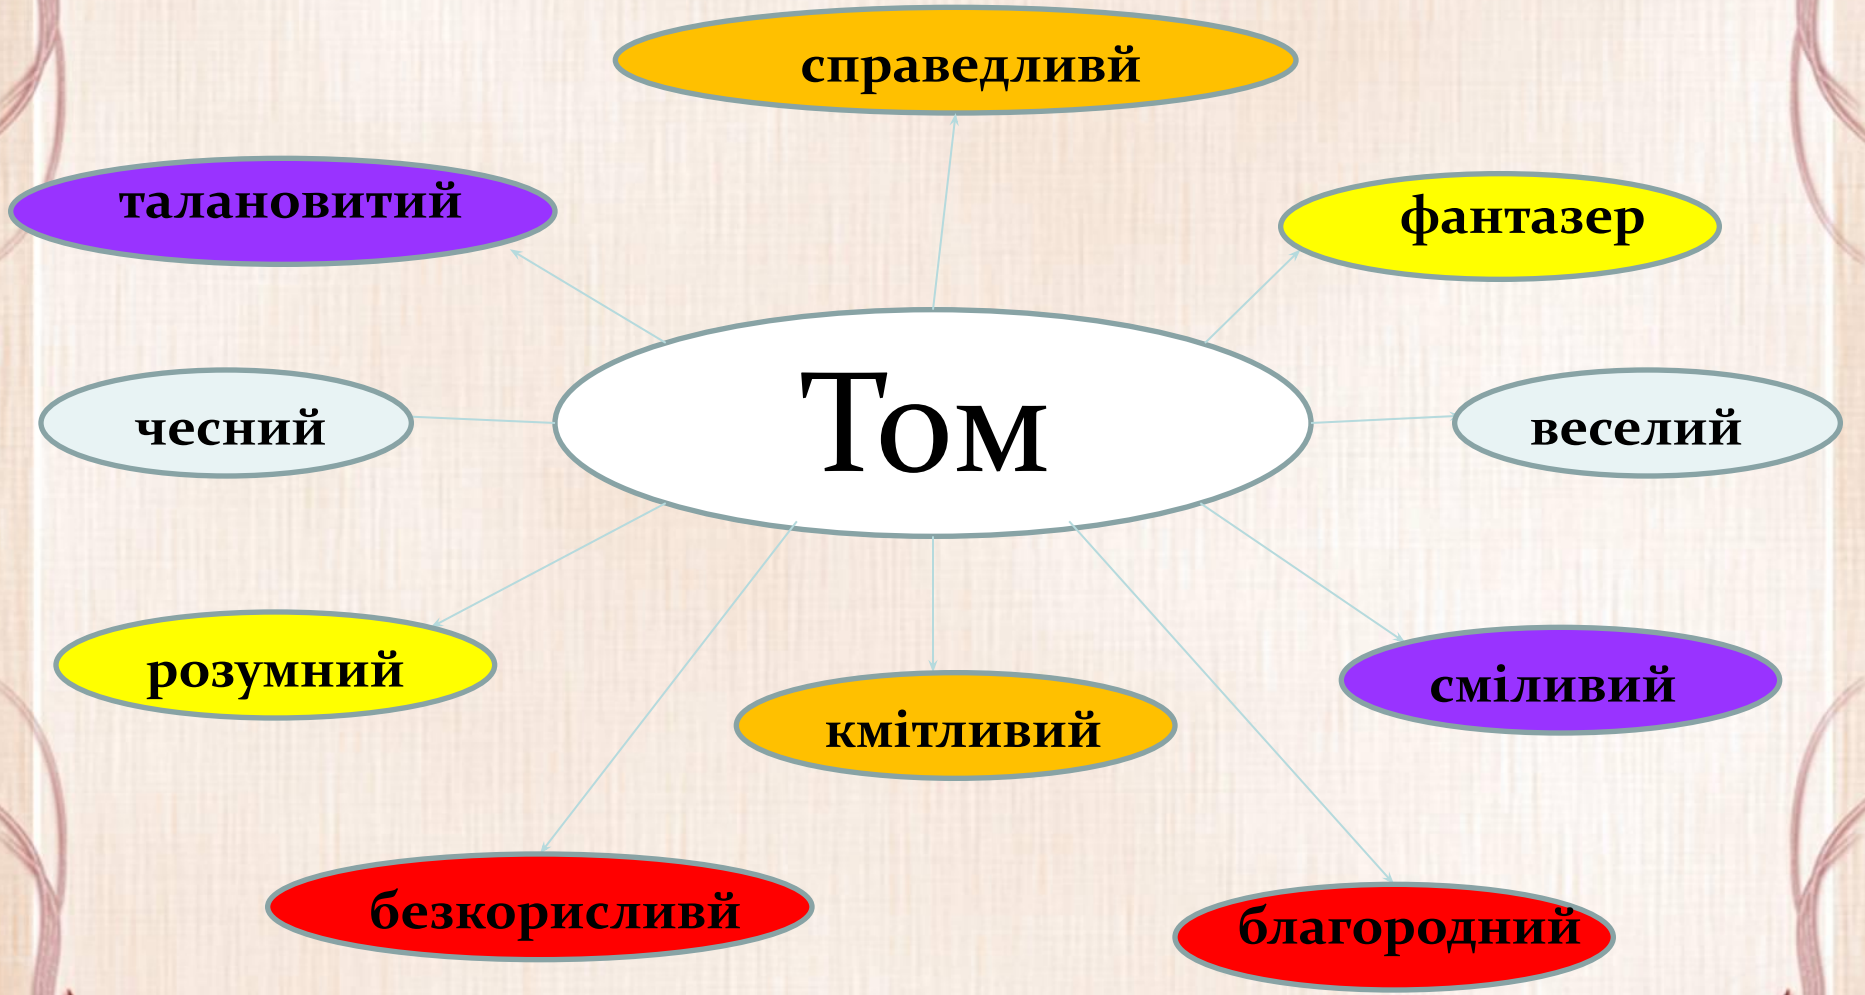 справедливй
талановитий
фантазер
Том
чесний
веселий
розумний
сміливий
кмітливий
безкорисливй
благородний